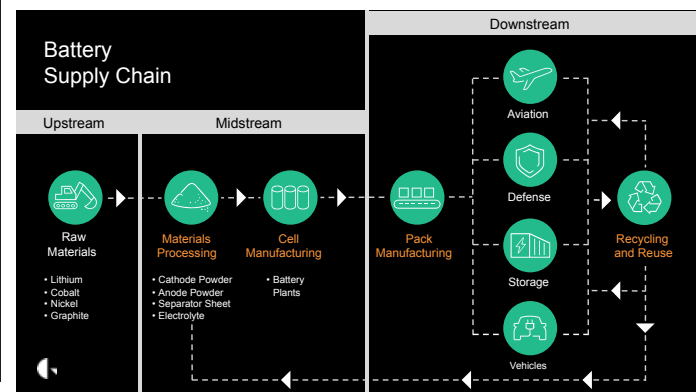 Downstream
Battery
Supply Chain
Upstream
Midstream
Raw
Materials
• Lithium
• Cobalt
• Nickel
• Graphite
Materials
Processing
• Cathode Powder
• Anode Powder
• Separator Sheet
• Electrolyte
Cell
Manufacturing
• Battery
Plants
Pack
Manufacturing
Aviation
Defense
Storage
Vehicles
Recycling
and Reuse